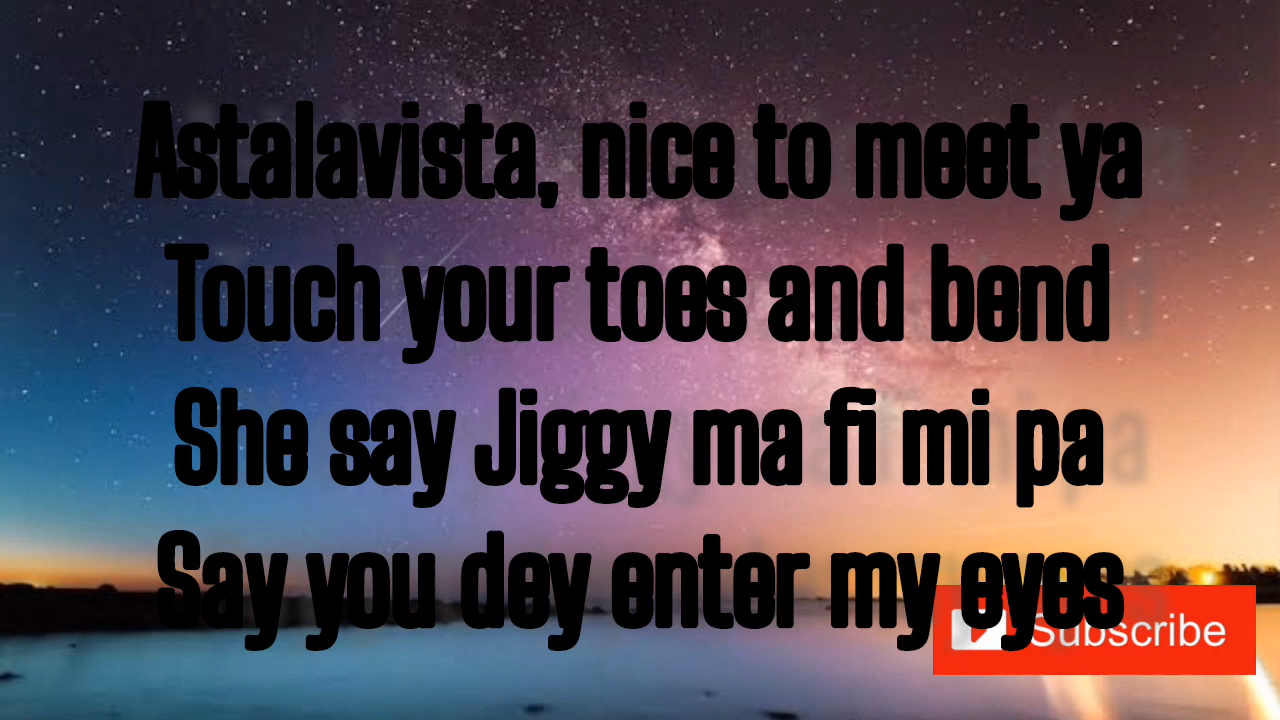 Astalavista, nice to meet ya
Touch your toes and bend
She say Jiggy ma fi mi pa
Say you dey enter my eyes
Subscribe